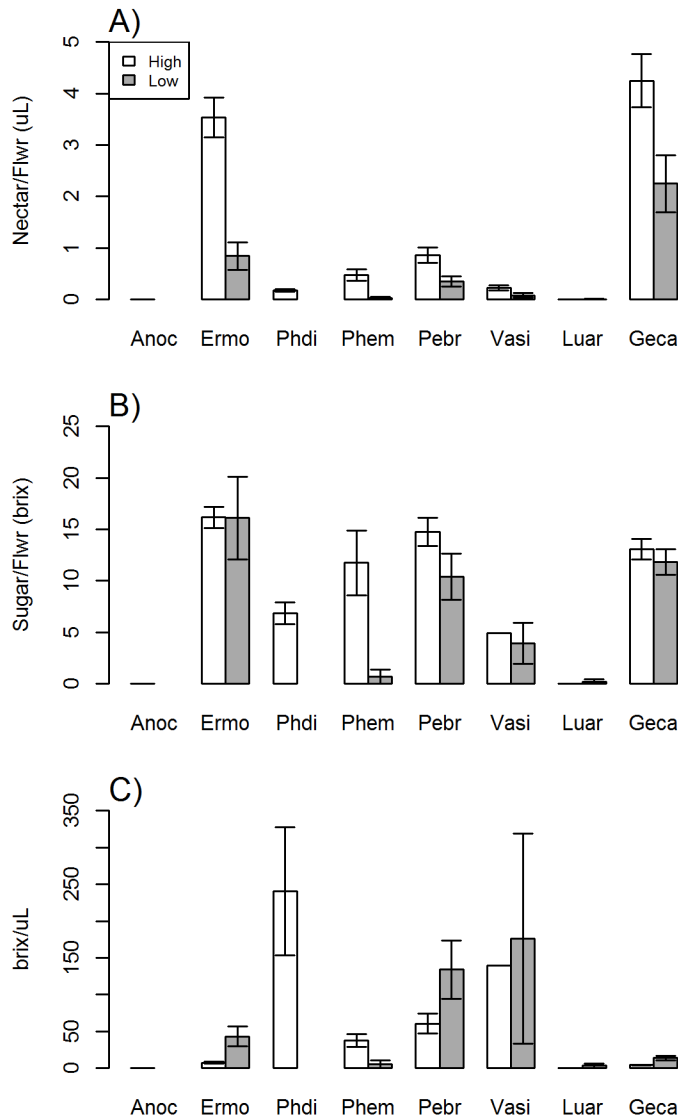 A)
Nectar/Flwr (uL)
5
4
3
2
1
0
High
Low
Anoc Ermo Phdi Phem Pebr Vasi Luar Geca
B)
Sugar/Flwr (brix)
25
20
15
10
5
0
Anoc Ermo Phdi Phem Pebr Vasi Luar Geca
C)
brix/uL
350
250
150
50
0
Anoc Ermo Phdi Phem Pebr Vasi Luar Geca